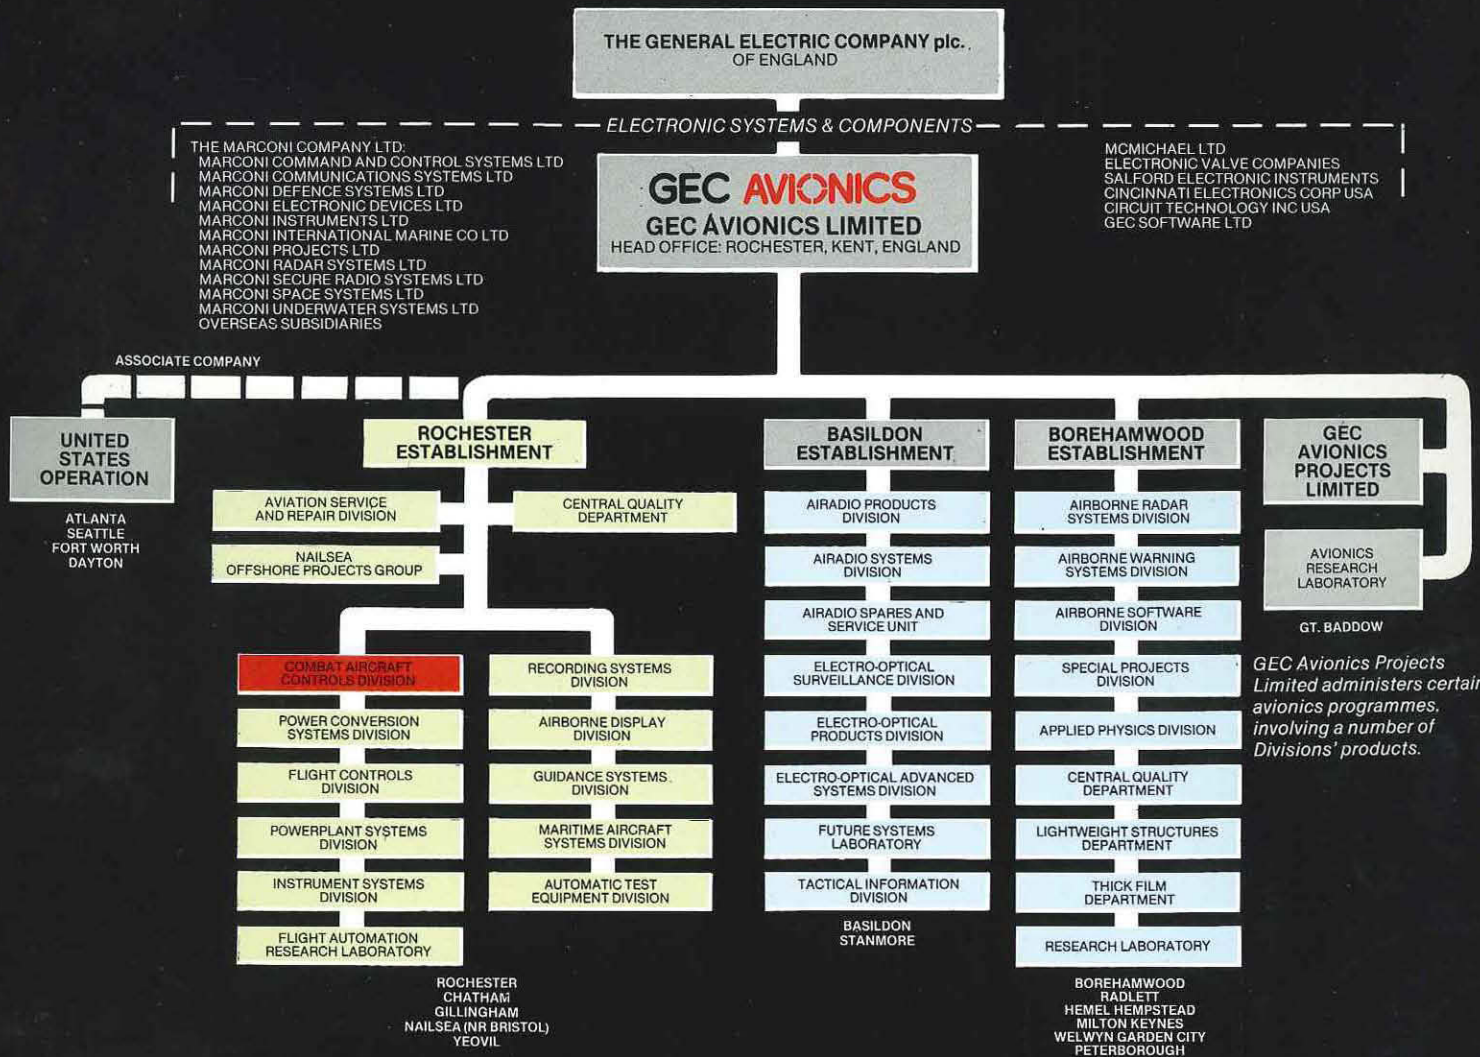 THE GENERAL ELECTRIC COMPANY plc.
OF ENGLAND
ELECTRONIC SYSTEMS & COMPONENTS
THE MARCONI COMPANY LTD:
MARCONI COMMAND AND CONTROL SYSTEMS LTD
MARCONI COMMUNICATIONS SYSTEMS LTD
MARCONI DEFENCE SYSTEMS LTD
MARCONI ELECTRONIC DEVICES LTD
MARCONI INSTRUMENTS LTD
MARCONI INTERNATIONAL MARINE CO LTD
MARCONI PROJECTS LTD
MARCONI RADAR SYSTEMS LTD
MARCONI SECURE RADIO SYSTEMS LTD
MARCONI SPACE SYSTEMS LTD
MARCONI UNDERWATER SYSTEMS LTD
OVERSEAS SUBSIDIARIES
GEC AVIONICS
GEC AVIONICS LIMITED
HEAD OFFICE: ROCHESTER, KENT, ENGLAND
MCMICHAEL LTD
ELECTRONIC VALVE COMPANIES
SALFORD ELECTRONIC INSTRUMENTS
CINCINNATI ELECTRONICS CORP USA
CIRCUIT TECHNOLOGY INC USA
GEC SOFTWARE LTD
ASSOCIATE COMPANY
UNITED
STATES
OPERATION
ATLANTA
SEATTLE
FORT WORTH
DAYTON
ROCHESTER
ESTABLISHMENT
AVIATION SERVICE
AND REPAIR DIVISION
CENTRAL QUALITY
DEPARTMENT
NAILSEA
OFFSHORE PROJECTS GROUP
COMBAT AIRCRAFT
CONTROLS DIVISION
POWER CONVERSION
SYSTEMS DIVISION
FLIGHT CONTROLS
DIVISION
POWERPLANT SYSTEMS
DIVISION
INSTRUMENT SYSTEMS
DIVISION
FLIGHT AUTOMATION
RESEARCH LABORATORY
RECORDING SYSTEMS
DIVISION
AIRBORNE DISPLAY
DIVISION
GUIDANCE SYSTEMS
DIVISION
MARITIME AIRCRAFT
SYSTEMS DIVISION
AUTOMATIC TEST
EQUIPMENT DIVISION
ROCHESTER
CHATHAM
GILLINGHAM
NAILSEA (NR BRISTOL)
YEOVIL
BASILDON
ESTABLISHMENT
AIRADIO PRODUCTS
DIVISION
AIRADIO SYSTEMS
DIVISION
AIRADIO SPARES AND
SERVICE UNIT
ELECTRO-OPTICAL
SURVEILLANCE DIVISION
ELECTRO-OPTICAL
PRODUCTS DIVISION
ELECTRO-OPTICAL ADVANCED
SYSTEMS DIVISION
FUTURE SYSTEMS
LABORATORY
TACTICAL INFORMATION
DIVISION
BASILDON
STANMORE
BOREHAMWOOD
ESTABLISHMENT
AIRBORNE RADAR
SYSTEMS DIVISION
AIRBORNE WARNING
SYSTEMS DIVISION
AIRBORNE SOFTWARE
DIVISION
SPECIAL PROJECTS
DIVISION
APPLIED PHYSICS DIVISION
CENTRAL QUALITY
DEPARTMENT
LIGHTWEIGHT STRUCTURES
DEPARTMENT
THICK FILM
DEPARTMENT
RESEARCH LABORATORY
BOREHAMWOOD
RADLETT
HEMEL HEMPSTEAD
MILTON KEYNES
WELWYN GARDEN CITY
PETERBOROUGH
GEC
AVIONICS
PROJECTS
LIMITED
AVIONICS
RESEARCH
LABORATORY
GT. BADDOW
GEC Avionics Projects
Limited administers certain
avionics programmes.
involving a number of
Divisions' products.